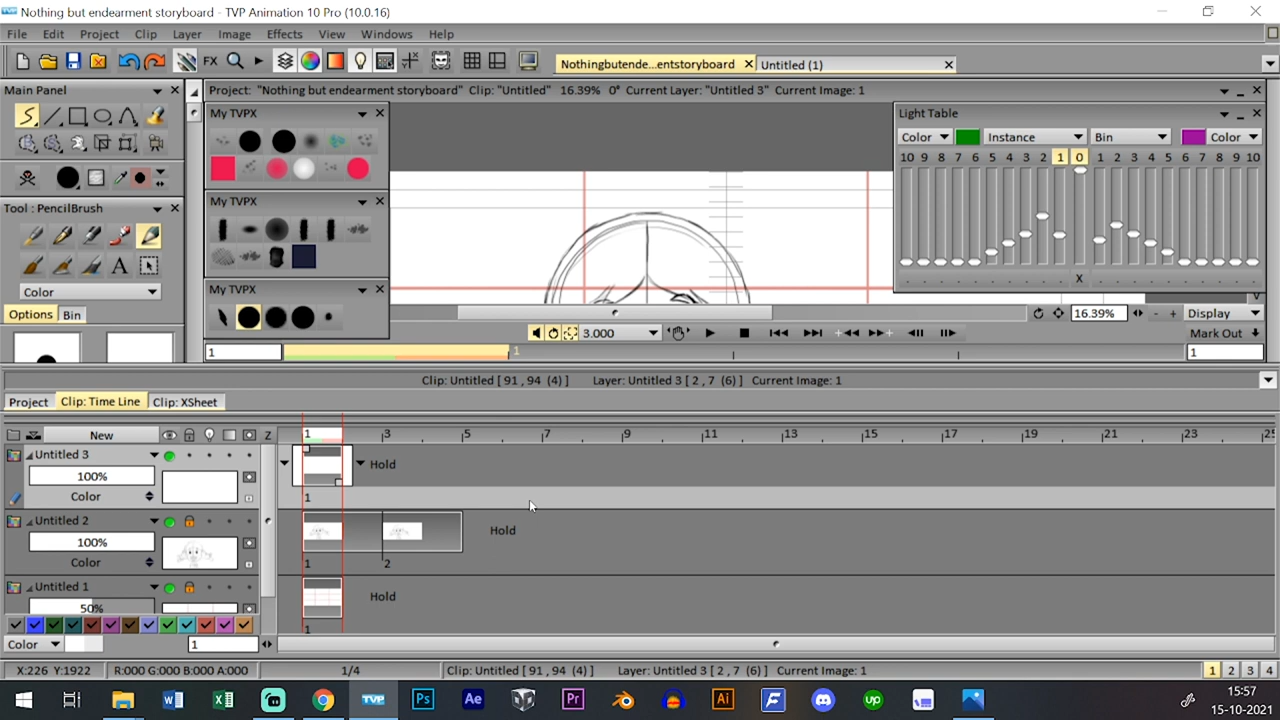 Nothing but endearment storyboard - TVP Animation 10 Pro (10.0.16)
File Edit Project Clip Layer Image Effects View Windows Help
FX Nothingbutende...entstoryboard Untitled (1)
Main Panel
Project: "Nothing but endearment storyboard" Clip: "Untitled" 16.39% 0° Current Layer: "Untitled 3" Current Image: 1
My TVPX
Light Table
Color Instance Bin Color
10 9 8 7 6 5 4 3 2 1 0 1 2 3 4 5 6 7 8 9 10
My TVPX
Tool : PencilBrush
A
X
Color
My TVPX
Options Bin
16.39% - + Display
3.000
Mark Out
1 1 1
Clip: Untitled [ 91 , 94 (4) ] Layer: Untitled 3 [ 2 , 7 (6) ] Current Image: 1
Project Clip: Time Line Clip: XSheet
New Z 1 3 5 7 9 11 13 15 17 19 21 23 25
Untitled 3
Hold
100%
Color 1
Untitled 2
Hold
100%
Color 1 2
Untitled 1
Hold
50%
1
Color 1
X:226 Y:1922 R:000 G:000 B:000 A:000 1/4 Clip: Untitled [ 91 , 94 (4) ] Layer: Untitled 3 [ 2 , 7 (6) ] Current Image: 1 1 2 3 4
TVP Ps Ae Pr Ai F up
15:57
15-10-2021